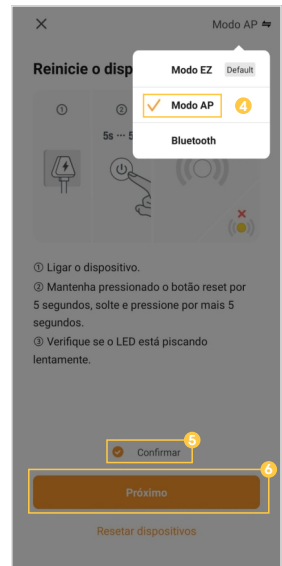 Modo AP
Reinicie o disp
Modo EZ Default
Modo AP 4
Bluetooth
① ②
5s ··· 5
① Ligar o dispositivo.
② Mantenha pressionado o botão reset por
5 segundos, solte e pressione por mais 5
segundos.
③ Verifique se o LED está piscando
lentamente.
5
Confirmar
6
Próximo
Resetar dispositivos